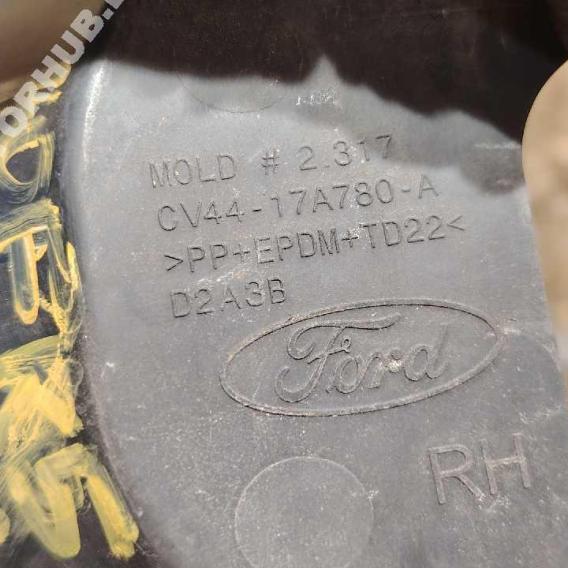 MOLD # 2.317
CV44-17A780-A
>PP+EPDM+TD22<
D2A3B
Ford
RH